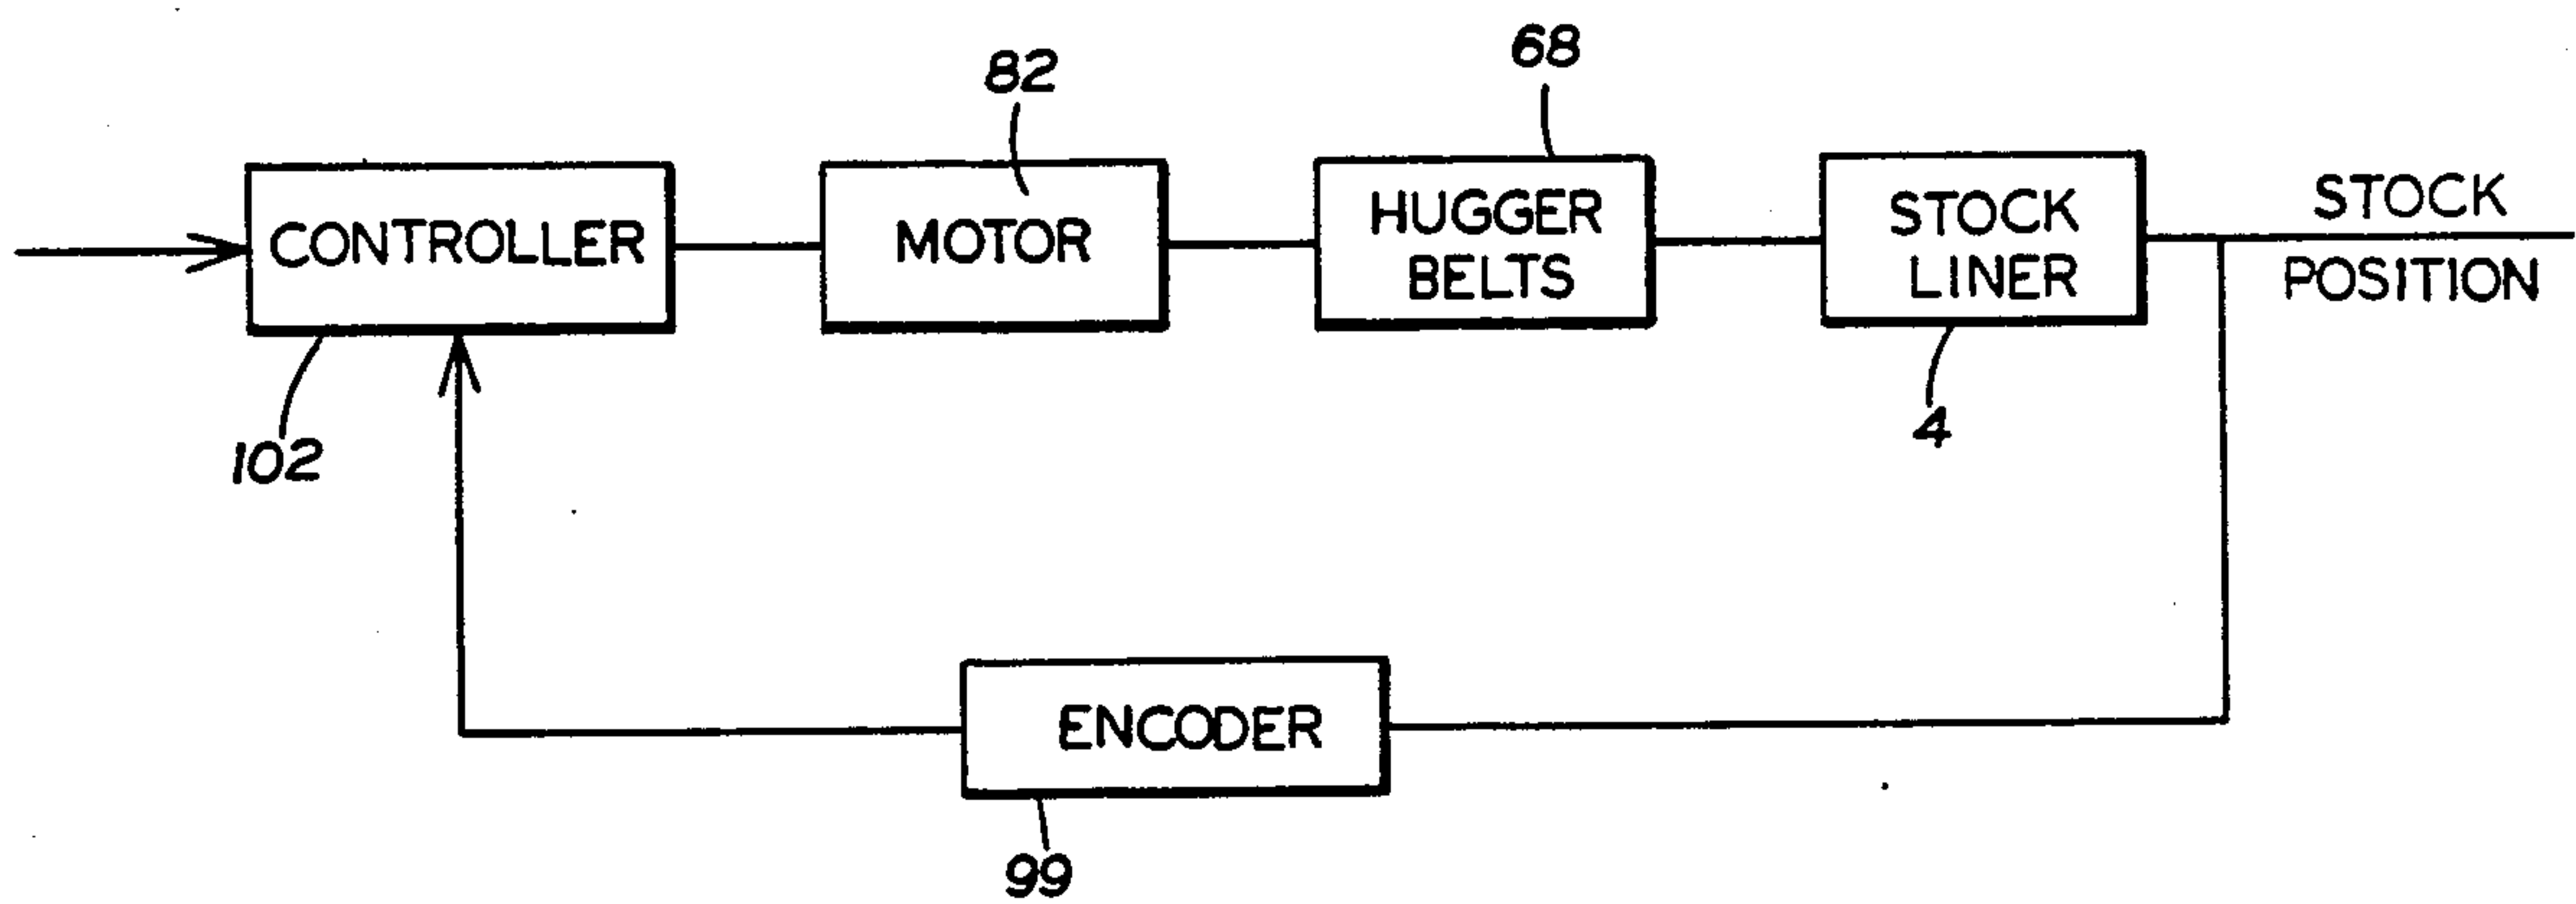 82
68
CONTROLLER
MOTOR
HUGGER
BELTS
STOCK
LINER
STOCK
POSITION
102
4
ENCODER
99